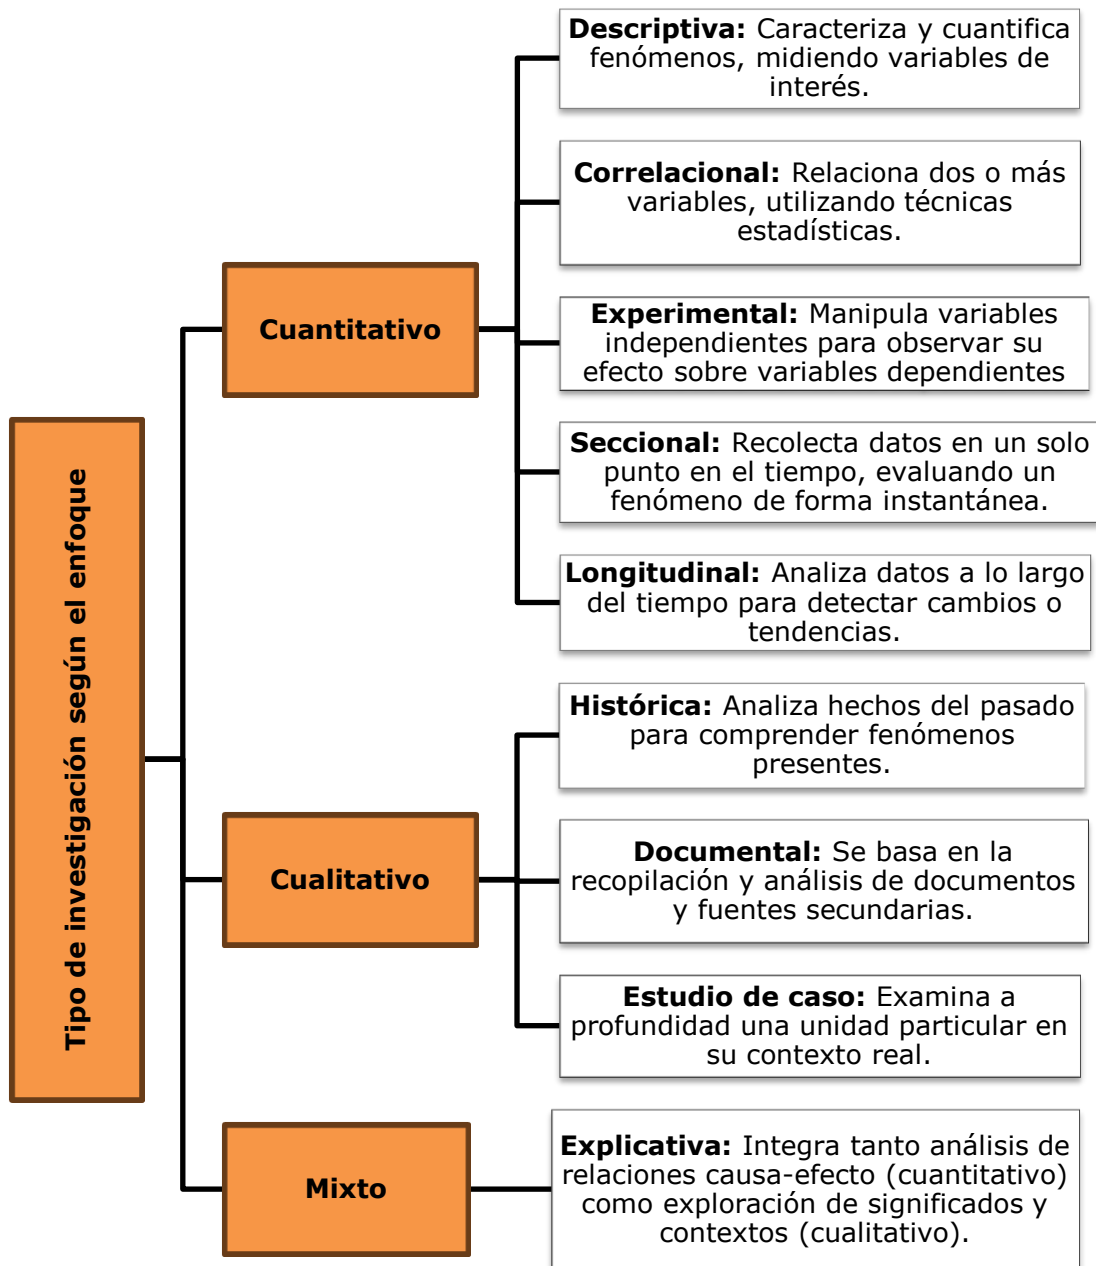 Tipo de investigación según el enfoque
Cuantitativo
Descriptiva: Caracteriza y cuantifica
fenómenos, midiendo variables de
interés.
Correlacional: Relaciona dos o más
variables, utilizando técnicas
estadísticas.
Experimental: Manipula variables
independientes para observar su
efecto sobre variables dependientes
Seccional: Recolecta datos en un solo
punto en el tiempo, evaluando un
fenómeno de forma instantánea.
Longitudinal: Analiza datos a lo largo
del tiempo para detectar cambios o
tendencias.
Cualitativo
Histórica: Analiza hechos del pasado
para comprender fenómenos
presentes.
Documental: Se basa en la
recopilación y análisis de documentos
y fuentes secundarias.
Estudio de caso: Examina a
profundidad una unidad particular en
su contexto real.
Mixto
Explicativa: Integra tanto análisis de
relaciones causa-efecto (cuantitativo)
como exploración de significados y
contextos (cualitativo).